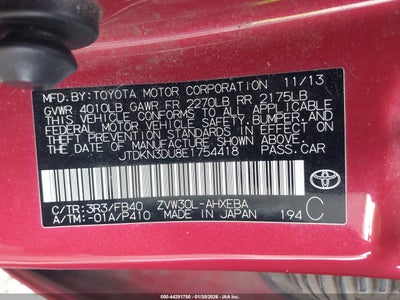 MFD.BY:TOYOTA MOTOR CORPORATION 11/13
GVWR 4010LB GAWR FR 2270LB RR 2175LB
THIS VEHICLE CONFORMS TO ALL APPLICABLE
FEDERAL MOTOR VEHICLE SAFETY, BUMPER, AND
THEFT PREVENTION STANDARDS IN EFFECT ON
THE DATE OF MANUFACTURE SHOWN ABOVE.
JTDKN3DU8E1754418 PASS.CAR
C/TR:3R3/FB40 ZVW30L-AHXEBA
A/TM:-01A/P410 MADE IN JAPAN 194 C
TOYOTA
000-44281750 - 01/30/2026 - IAA